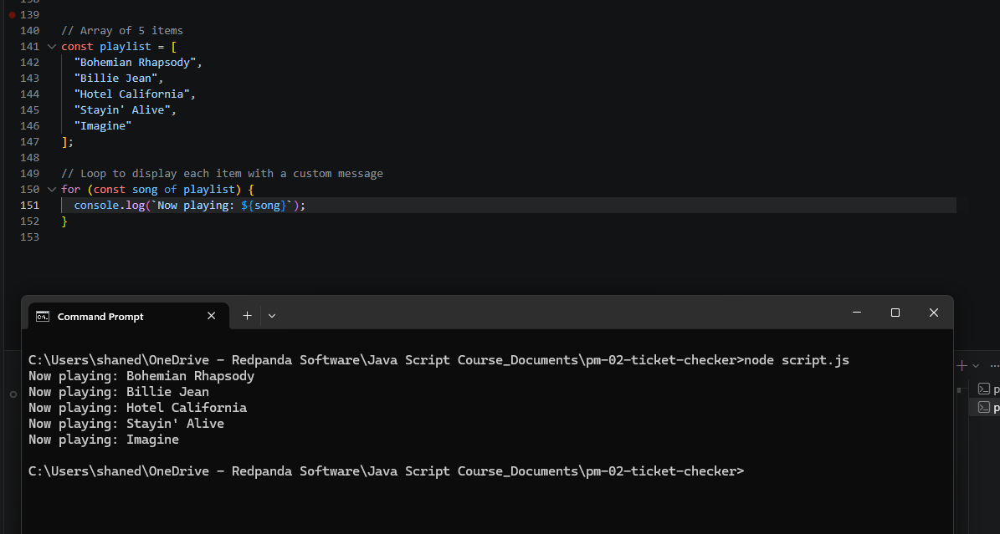 139
140 // Array of 5 items
141 const playlist = [
142 "Bohemian Rhapsody",
143 "Billie Jean",
144 "Hotel California",
145 "Stayin' Alive",
146 "Imagine"
147 ];
148
149 // Loop to display each item with a custom message
150 for (const song of playlist) {
151 console.log(`Now playing: ${song}`);
152 }
153
Command Prompt
C:\Users\shaned\OneDrive - Redpanda Software\Java Script Course_Documents\pm-02-ticket-checker>node script.js
Now playing: Bohemian Rhapsody
Now playing: Billie Jean
Now playing: Hotel California
Now playing: Stayin' Alive
Now playing: Imagine
C:\Users\shaned\OneDrive - Redpanda Software\Java Script Course_Documents\pm-02-ticket-checker>